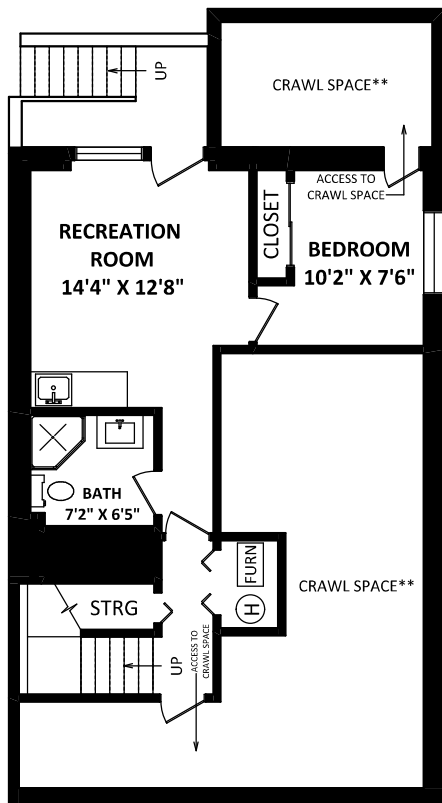 UP
CRAWL SPACE**
ACCESS TO
CRAWL SPACE
CLOSET
RECREATION
ROOM
14'4" X 12'8"
BEDROOM
10'2" X 7'6"
BATH
7'2" X 6'5"
FURN
H
CRAWL SPACE**
STRG
UP
ACCESS TO
CRAWL SPACE